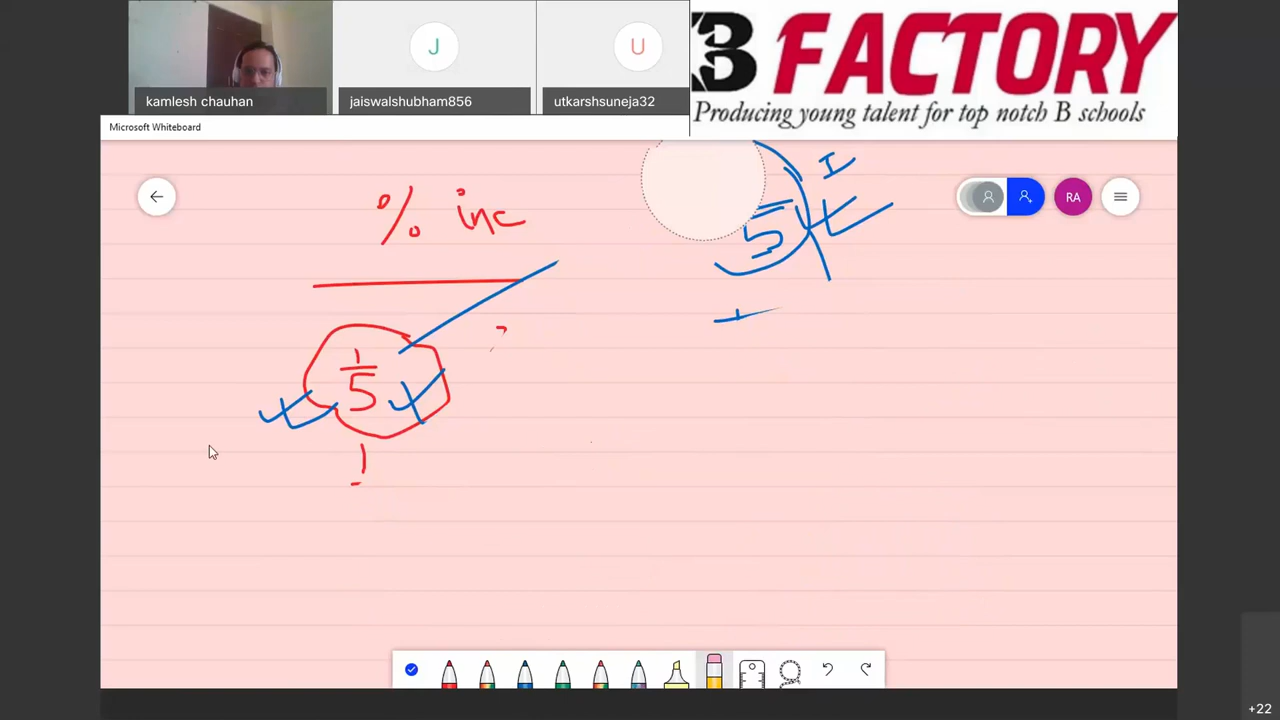 kamlesh chauhan
J
jaiswalshubham856
U
utkarshsuneja32
B FACTORY
Producing young talent for top notch B schools
Microsoft Whiteboard
RA
% inc
1
5
I
5
+22